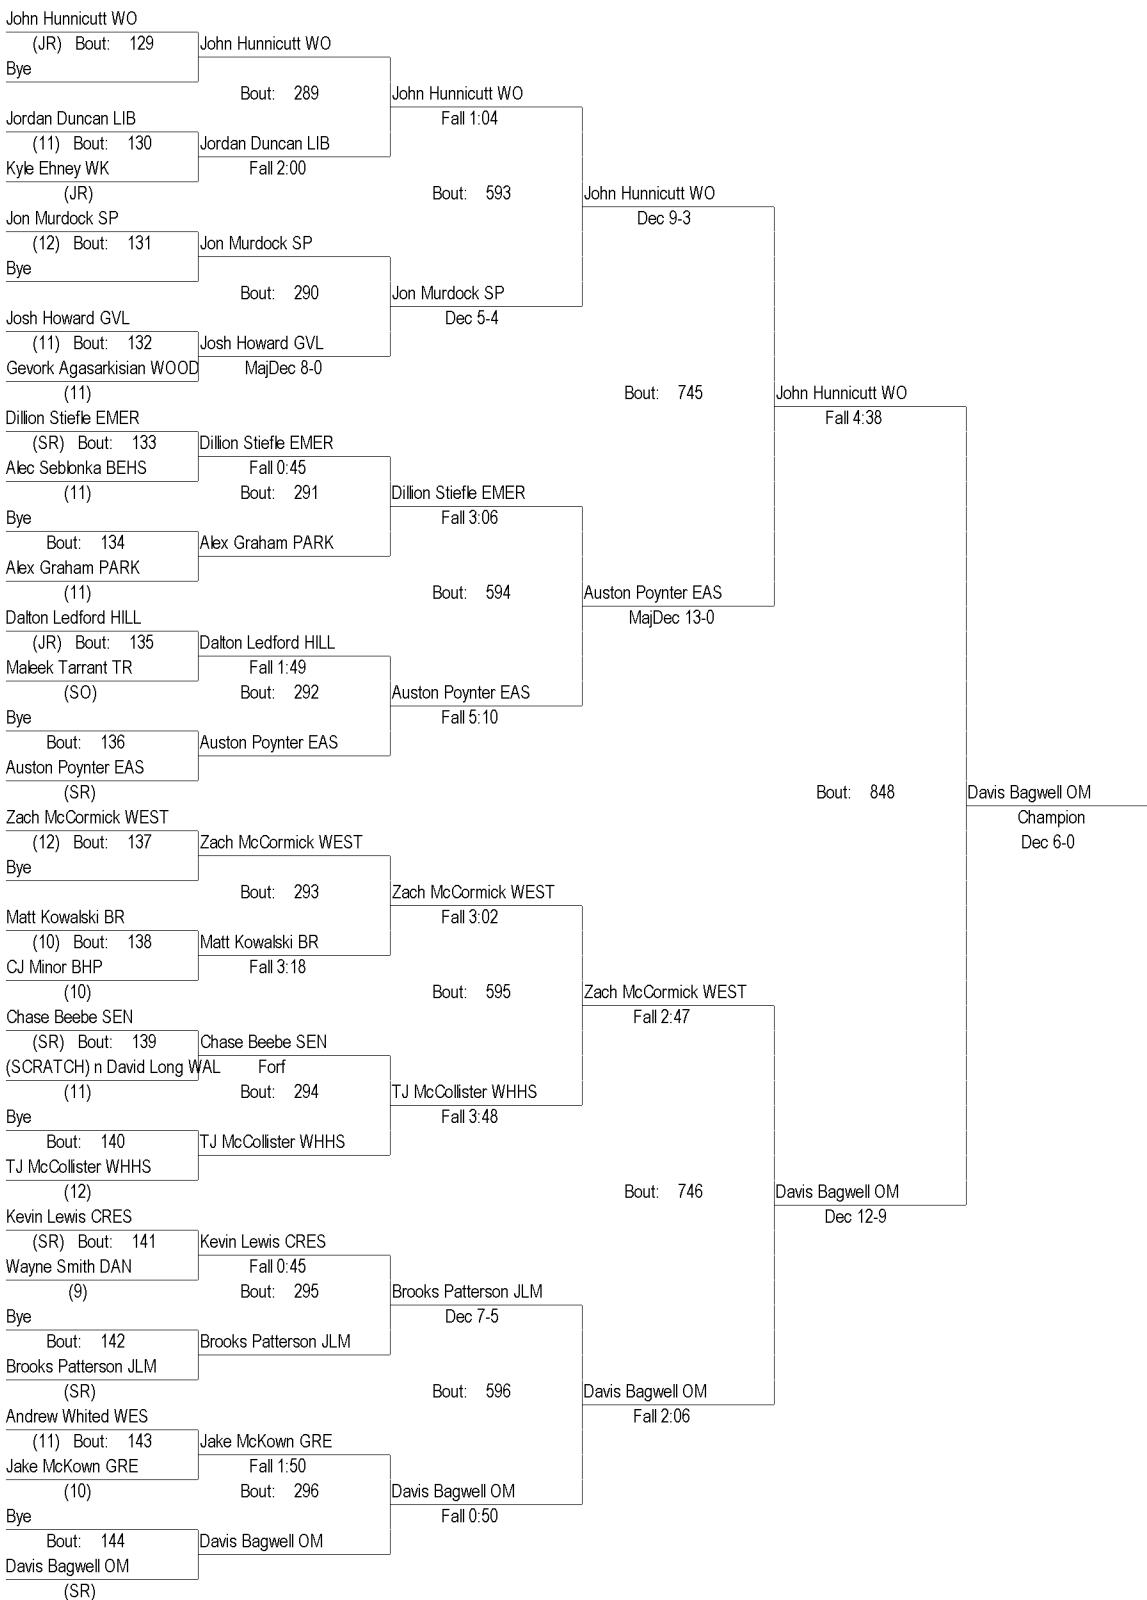 John Hunnicutt WO
(JR) Bout: 129 John Hunnicutt WO
Bye
Bout: 289 John Hunnicutt WO
Jordan Duncan LIB Fall 1:04
(11) Bout: 130 Jordan Duncan LIB
Kyle Ehney WK Fall 2:00
(JR) Bout: 593 John Hunnicutt WO
Jon Murdock SP Dec 9-3
(12) Bout: 131 Jon Murdock SP
Bye
Bout: 290 Jon Murdock SP
Josh Howard GVL Dec 5-4
(11) Bout: 132 Josh Howard GVL
Gevork Agasarkisian WOOD MajDec 8-0
(11) Bout: 745 John Hunnicutt WO
Dillion Stiefle EMER Fall 4:38
(SR) Bout: 133 Dillion Stiefle EMER
Alec Seblonka BEHS Fall 0:45
(11) Bout: 291 Dillion Stiefle EMER
Bye Fall 3:06
Bout: 134 Alex Graham PARK
Alex Graham PARK
(11) Bout: 594 Auston Poynter EAS
Dalton Ledford HILL MajDec 13-0
(JR) Bout: 135 Dalton Ledford HILL
Maleek Tarrant TR Fall 1:49
(SO) Bout: 292 Auston Poynter EAS
Bye Fall 5:10
Bout: 136 Auston Poynter EAS
Auston Poynter EAS
(SR) Bout: 848 Davis Bagwell OM
Zach McCormick WEST Champion
(12) Bout: 137 Zach McCormick WEST Dec 6-0
Bye
Bout: 293 Zach McCormick WEST
Matt Kowalski BR Fall 3:02
(10) Bout: 138 Matt Kowalski BR
CJ Minor BHP Fall 3:18
(10) Bout: 595 Zach McCormick WEST
Chase Beebe SEN Fall 2:47
(SR) Bout: 139 Chase Beebe SEN
(SCRATCH) n David Long WAL Forf
(11) Bout: 294 TJ McCollister WHHS
Bye Fall 3:48
Bout: 140 TJ McCollister WHHS
TJ McCollister WHHS
(12) Bout: 746 Davis Bagwell OM
Kevin Lewis CRES Dec 12-9
(SR) Bout: 141 Kevin Lewis CRES
Wayne Smith DAN Fall 0:45
(9) Bout: 295 Brooks Patterson JLM
Bye Dec 7-5
Bout: 142 Brooks Patterson JLM
Brooks Patterson JLM
(SR) Bout: 596 Davis Bagwell OM
Andrew Whited WES Fall 2:06
(11) Bout: 143 Jake McKown GRE
Jake McKown GRE Fall 1:50
(10) Bout: 296 Davis Bagwell OM
Bye Fall 0:50
Bout: 144 Davis Bagwell OM
Davis Bagwell OM
(SR)